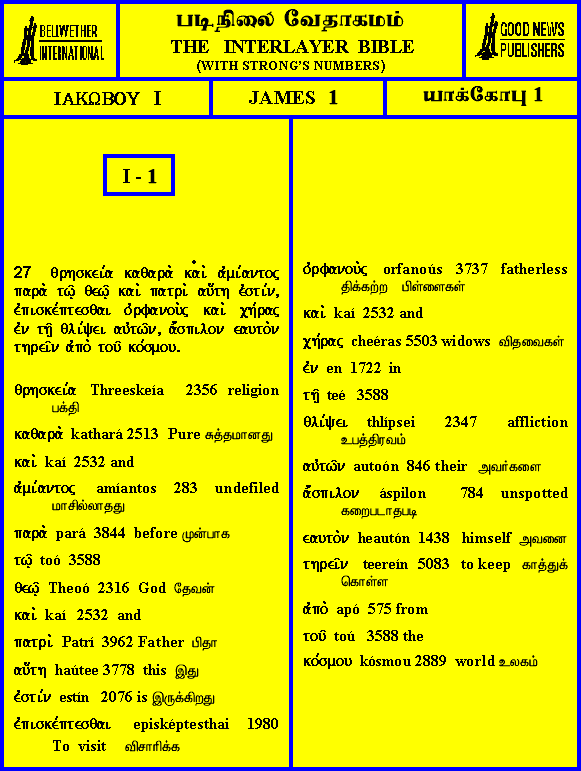 BELLWETHER
INTERNATIONAL
படிநிலை வேதாகமம்
THE INTERLAYER BIBLE
(WITH STRONG'S NUMBERS)
GOOD NEWS
PUBLISHERS
ΙΑΚΩΒΟΥ I
JAMES 1
யாக்கோபு 1
I - 1
27 θρησκεία καθαρὰ καὶ ἀμίαντος
παρὰ τῷ θεῷ καὶ πατρὶ αὕτη ἐστίν,
ἐπισκέπτεσθαι ὀρφανοὺς καὶ χήρας
ἐν τῇ θλίψει αὐτῶν, ἄσπιλον εαυτὸν
τηρεῖν ἀπὸ τοῦ κόσμου.
θρησκεία Threeskeía 2356 religion
பக்தி
καθαρὰ kathará 2513 Pure சுத்தமானது
καὶ kaí 2532 and
ἀμίαντος amíantos 283 undefiled
மாசில்லாதது
παρὰ pará 3844 before முன்பாக
τῷ toó 3588
θεῷ Theoó 2316 God தேவன்
καὶ kaí 2532 and
πατρὶ Patrí 3962 Father பிதா
αὕτη haútee 3778 this இது
ἐστίν estín 2076 is இருக்கிறது
ἐπισκέπτεσθαι episképtesthai 1980
To visit விசாரிக்க
ὀρφανοὺς orfanoús 3737 fatherless
திக்கற்ற பிள்ளைகள்
καὶ kaí 2532 and
χήρας cheéras 5503 widows விதவைகள்
ἐν en 1722 in
τῇ teé 3588
θλίψει thlípsei 2347 affliction
உபத்திரவம்
αὐτῶν autoón 846 their அவர்களை
ἄσπιλον áspilon 784 unspotted
கறைபடாதபடி
εαυτὸν heautón 1438 himself அவனை
τηρεῖν teereín 5083 to keep காத்துக்
கொள்ள
ἀπὸ apó 575 from
τοῦ toú 3588 the
κόσμου kósmou 2889 world உலகம்